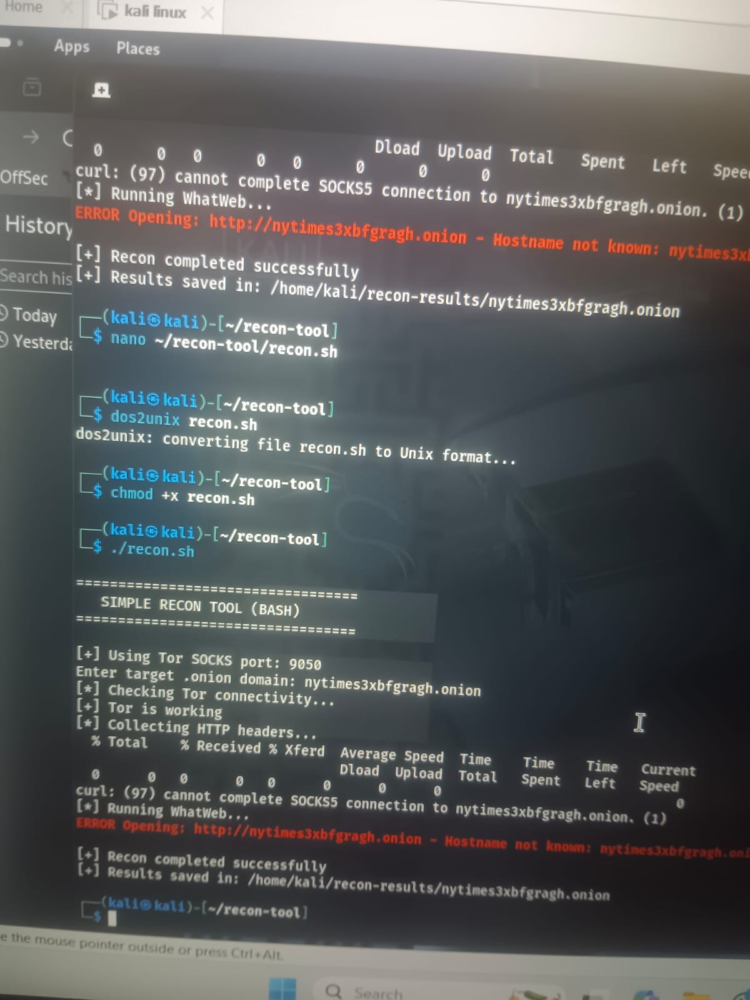 Home
kali linux
Apps Places
OffSec
History
Search his
Today
Yesterda
Dload Upload Total Spent Left Speed
0 0 0 0 0 0 0 0
curl: (97) cannot complete SOCKS5 connection to nytimes3xbfgragh.onion. (1)
[*] Running WhatWeb...
ERROR Opening: http://nytimes3xbfgragh.onion - Hostname not known: nytimes3xb
[+] Recon completed successfully
[+] Results saved in: /home/kali/recon-results/nytimes3xbfgragh.onion
(kali㉿kali)-[~/recon-tool]
$ nano ~/recon-tool/recon.sh
(kali㉿kali)-[~/recon-tool]
$ dos2unix recon.sh
dos2unix: converting file recon.sh to Unix format...
(kali㉿kali)-[~/recon-tool]
$ chmod +x recon.sh
(kali㉿kali)-[~/recon-tool]
$ ./recon.sh
==================================
SIMPLE RECON TOOL (BASH)
==================================
[+] Using Tor SOCKS port: 9050
Enter target .onion domain: nytimes3xbfgragh.onion
[*] Checking Tor connectivity...
[+] Tor is working
[*] Collecting HTTP headers...
% Total % Received % Xferd Average Speed Time Time Time Current
Dload Upload Total Spent Left Speed
0 0 0 0 0 0 0 0 0
curl: (97) cannot complete SOCKS5 connection to nytimes3xbfgragh.onion. (1)
[*] Running WhatWeb...
ERROR Opening: http://nytimes3xbfgragh.onion - Hostname not known: nytimes3xbfgragh.oni
[+] Recon completed successfully
[+] Results saved in: /home/kali/recon-results/nytimes3xbfgragh.onion
(kali㉿kali)-[~/recon-tool]
$
e the mouse pointer outside or press Ctrl+Alt.
Search